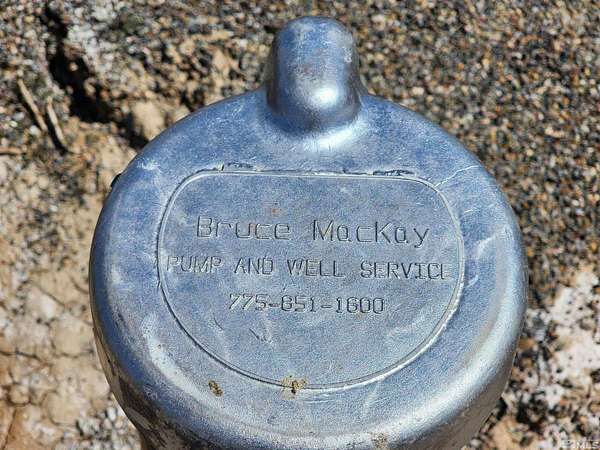 Bruce MacKay
PUMP AND WELL SERVICE
775-851-1600